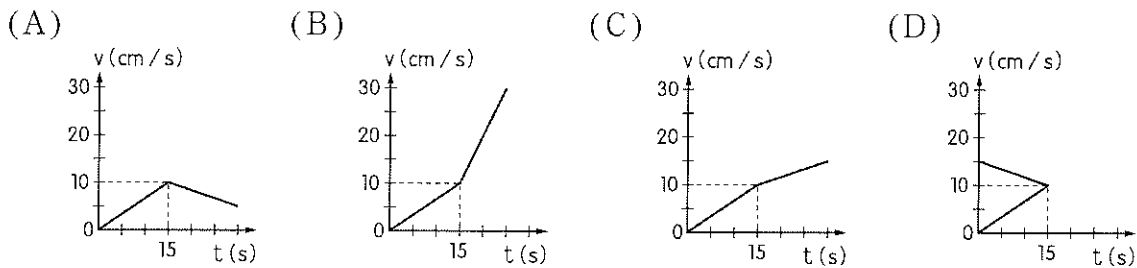 (A) (B) (C) (D)
v (cm / s) v (cm / s) v (cm / s) v (cm / s)
30 30 30 30
20 20 20 20
10 10 10 10
0 0 0 0
15 15 15 15
t (s) t (s) t (s) t (s)